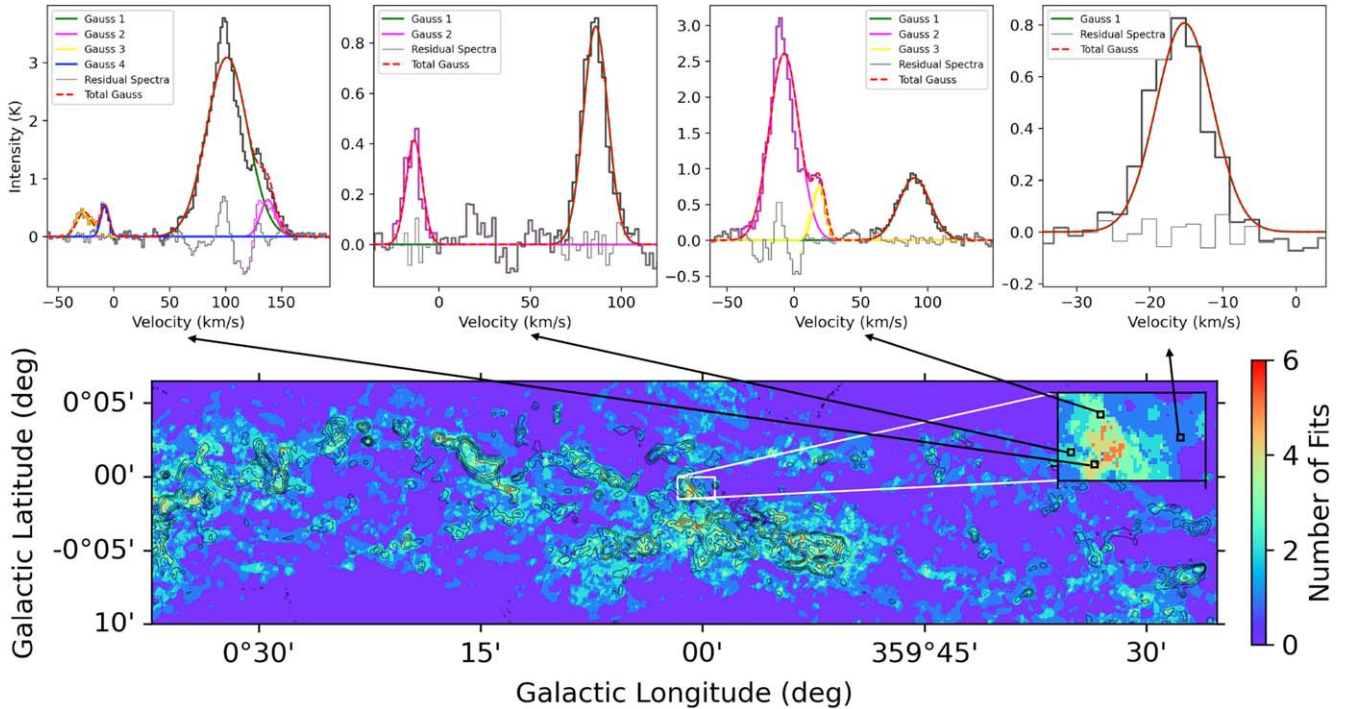 Gauss 1
Gauss 2
Gauss 3
Gauss 4
Residual Spectra
Total Gauss
Intensity (K)
3
2
1
0
−50 0 50 100 150
Velocity (km/s)
Gauss 1
Gauss 2
Residual Spectra
Total Gauss
0.8
0.6
0.4
0.2
0.0
0 50 100
Velocity (km/s)
Gauss 1
Gauss 2
Gauss 3
Residual Spectra
Total Gauss
3.0
2.5
2.0
1.5
1.0
0.5
0.0
−0.5
−50 0 50 100
Velocity (km/s)
Gauss 1
Residual Spectra
Total Gauss
0.8
0.6
0.4
0.2
0.0
−0.2
−30 −20 −10 0
Velocity (km/s)
Galactic Latitude (deg)
0°05'
00'
-0°05'
10'
0°30' 15' 00' 359°45' 30'
Galactic Longitude (deg)
6
4
2
0
Number of Fits